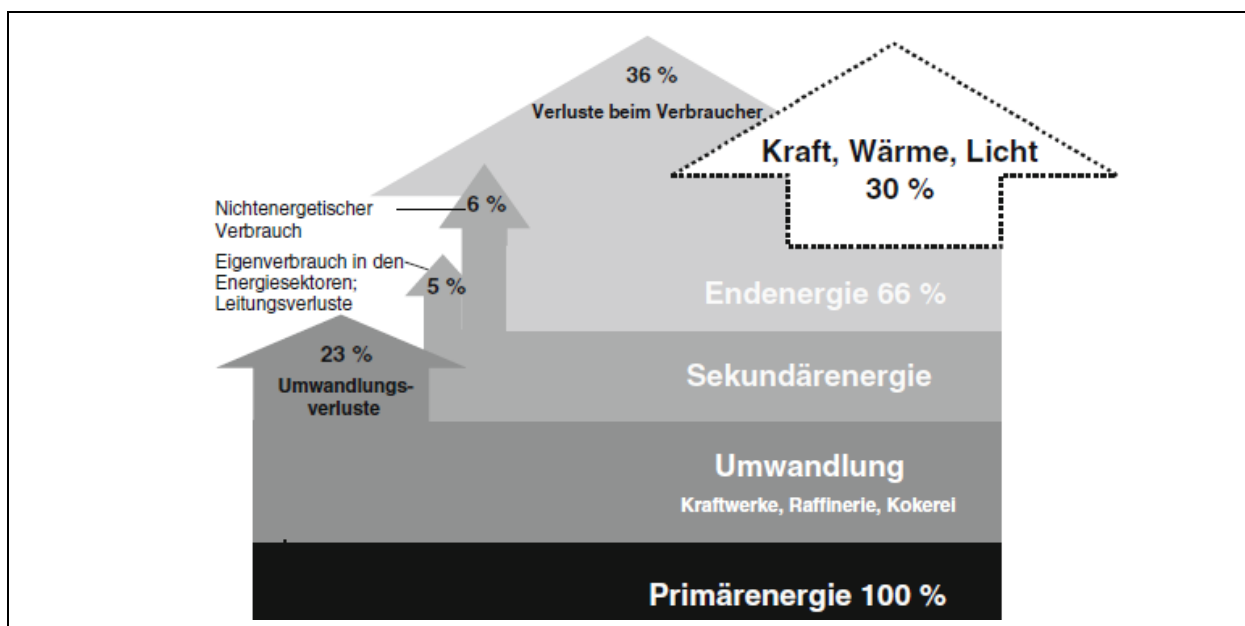 36 %
Verluste beim Verbraucher
Kraft, Wärme, Licht
30 %
Nichtenergetischer
Verbrauch
6 %
Eigenverbrauch in den
Energiesektoren;
Leitungsverluste
5 %
Endenergie 66 %
23 %
Umwandlungs-
verluste
Sekundärenergie
Umwandlung
Kraftwerke, Raffinerie, Kokerei
Primärenergie 100 %